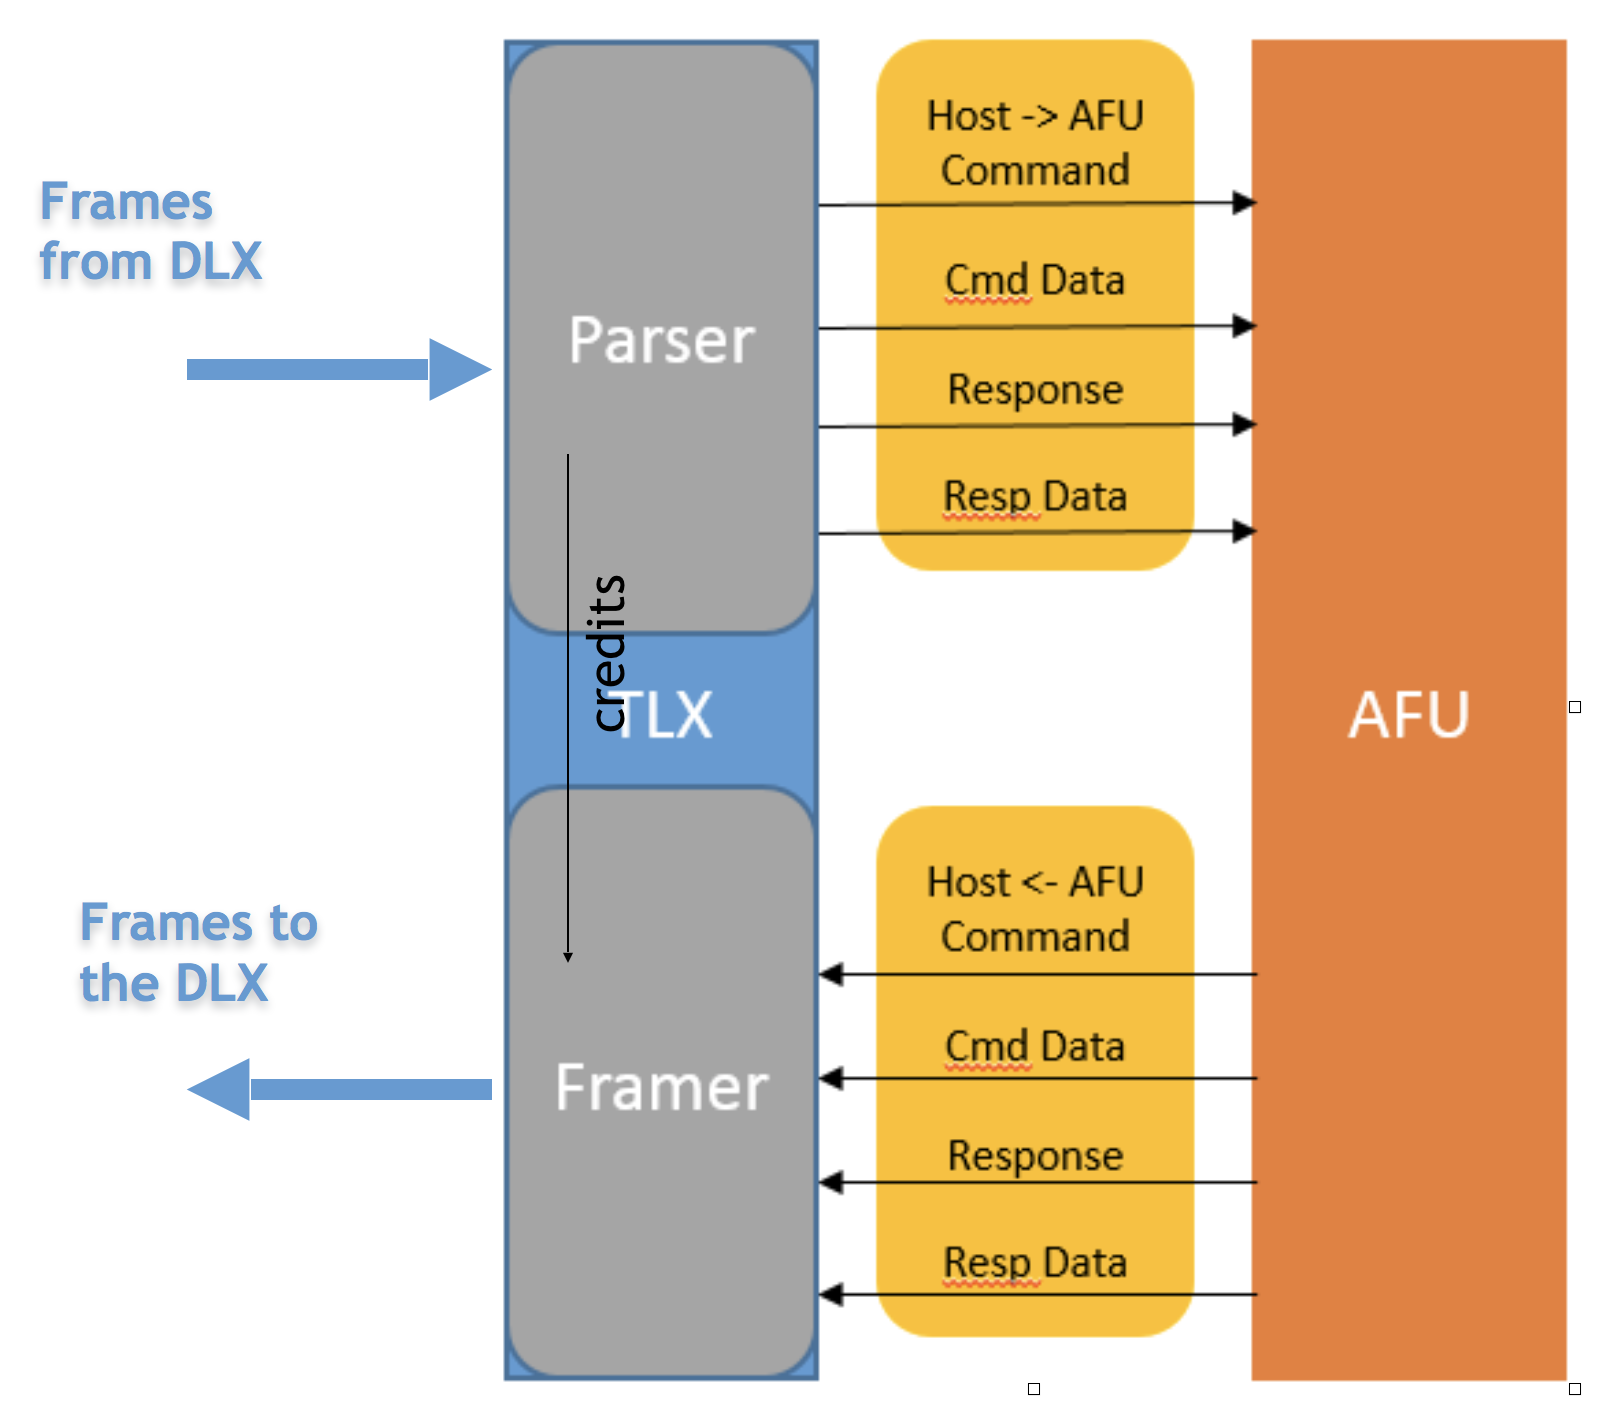 Frames
from DLX
Parser
credits
TLX
Framer
Frames to
the DLX
Host -> AFU
Command
Cmd Data
Response
Resp Data
Host <- AFU
Command
Cmd Data
Response
Resp Data
AFU